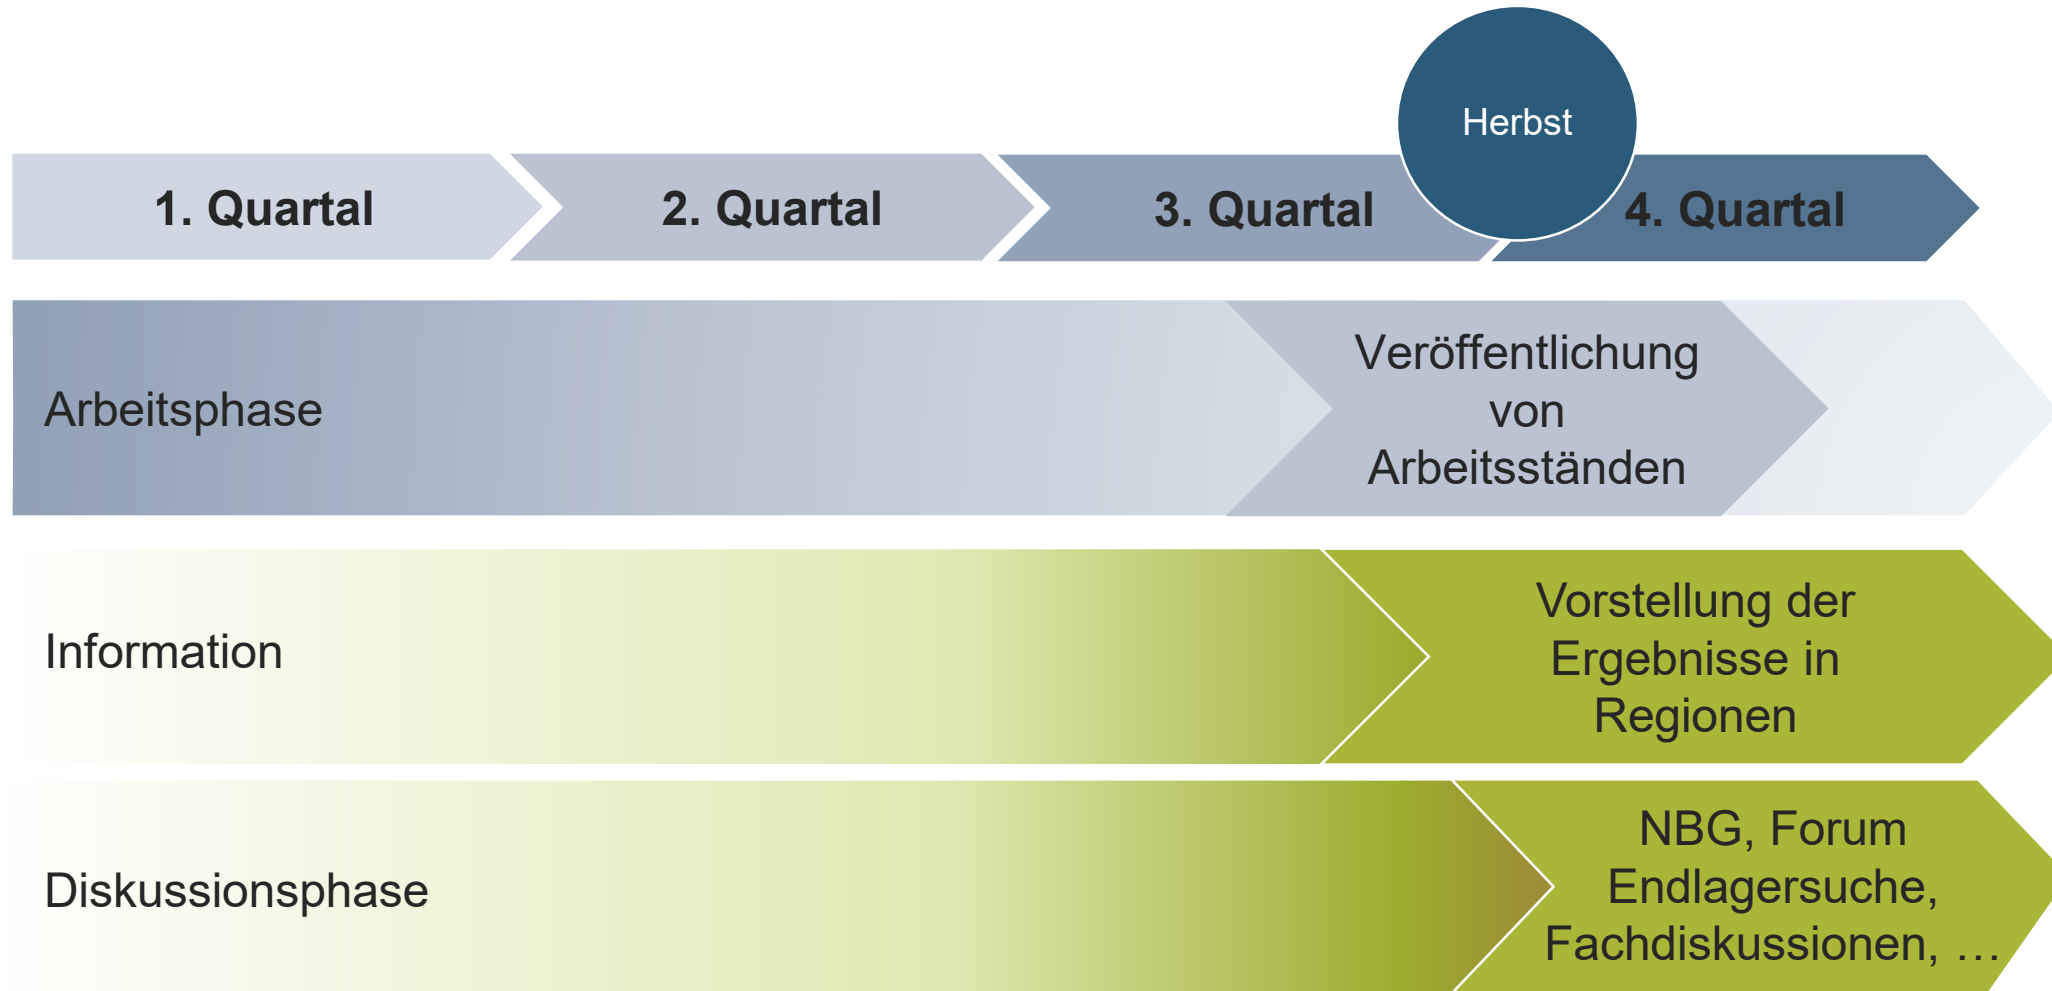 Herbst
1. Quartal
2. Quartal
3. Quartal
4. Quartal
Arbeitsphase
Veröffentlichung
von
Arbeitsständen
Information
Vorstellung der
Ergebnisse in
Regionen
Diskussionsphase
NBG, Forum
Endlagersuche,
Fachdiskussionen, …